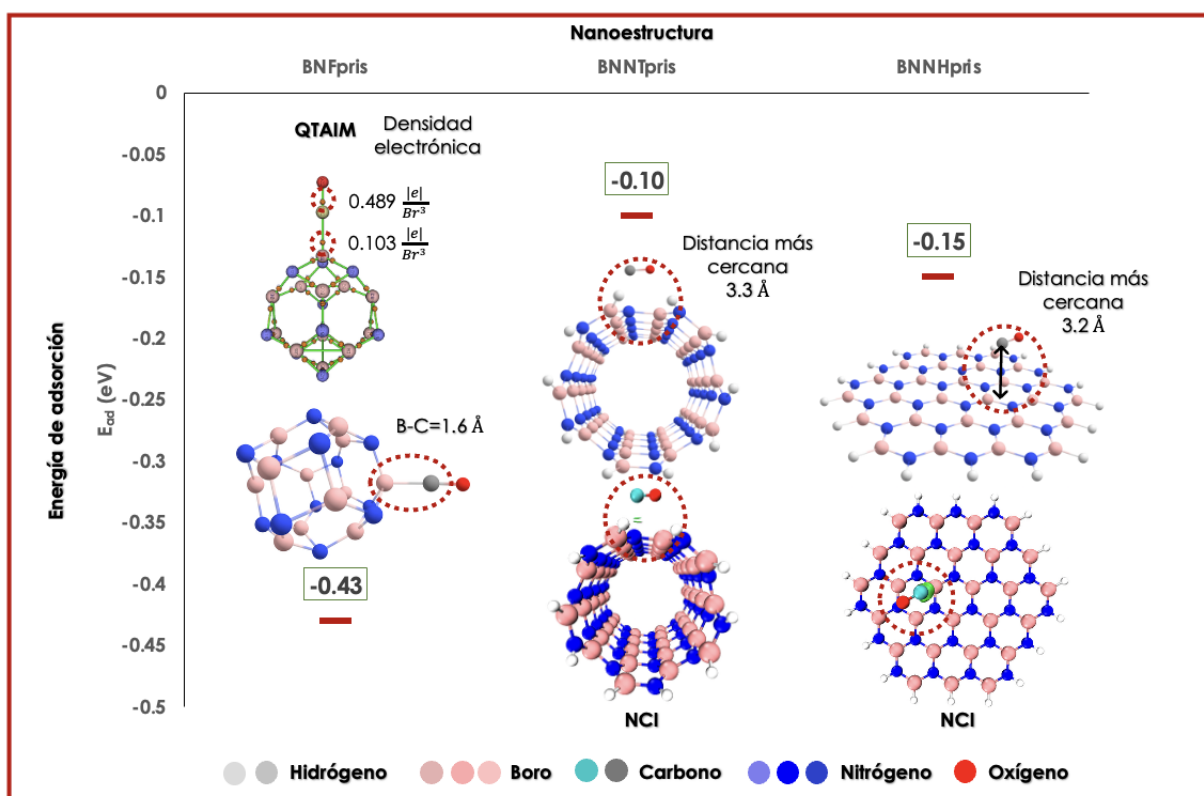 Nanoestructura
BNFpris
BNNTpris
BNNHpris
Energía de adsorción
E_ad (eV)
0
-0.05
-0.1
-0.15
-0.2
-0.25
-0.3
-0.35
-0.4
-0.45
-0.5
QTAIM
Densidad
electrónica
0.489 |e|/Br³
0.103 |e|/Br³
B-C=1.6 Å
-0.43
-0.10
Distancia más
cercana
3.3 Å
NCI
-0.15
Distancia más
cercana
3.2 Å
NCI
Hidrógeno
Boro
Carbono
Nitrógeno
Oxígeno